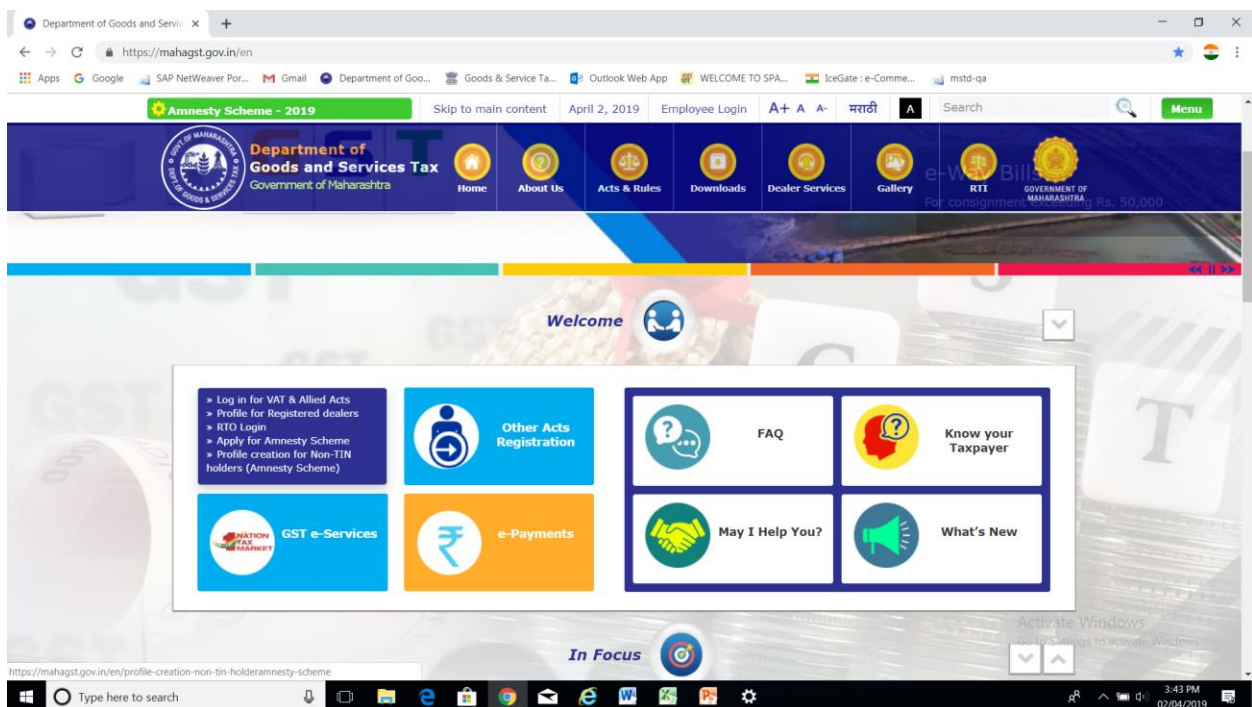 Department of Goods and Servic
https://mahagst.gov.in/en
Apps Google SAP NetWeaver Por... Gmail Department of Goo... Goods & Service Ta... Outlook Web App WELCOME TO SPA... IceGate : e-Comme... mstd-qa
Amnesty Scheme - 2019 Skip to main content April 2, 2019 Employee Login A+ A A- मराठी A Search Menu
Department of
Goods and Services Tax
Government of Maharashtra
Home About Us Acts & Rules Downloads Dealer Services Gallery RTI GOVERNMENT OF MAHARASHTRA
e-Way Bills
For consignment exceeding Rs. 50,000
Welcome
» Log in for VAT & Allied Acts
» Profile for Registered dealers
» RTO Login
» Apply for Amnesty Scheme
» Profile creation for Non-TIN
holders (Amnesty Scheme)
Other Acts
Registration
FAQ
Know your
Taxpayer
NATION
TAX
MARKET
GST e-Services
e-Payments
May I Help You?
What's New
In Focus
Activate Windows
Go to Settings to activate Windows.
https://mahagst.gov.in/en/profile-creation-non-tin-holderamnesty-scheme
Type here to search
3:43 PM
02/04/2019